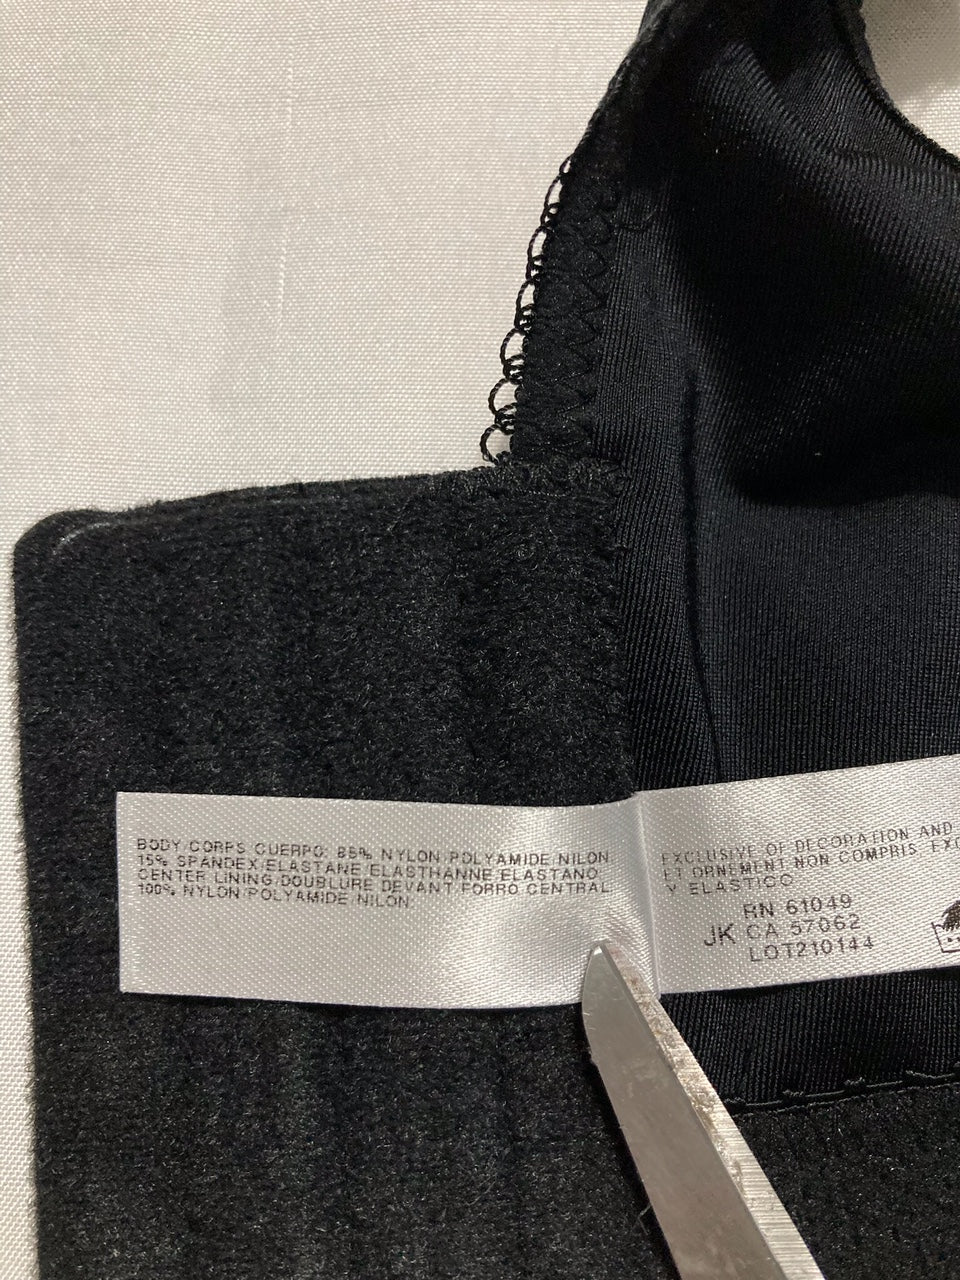 BODY/CORPS CUERPO: 85% NYLON/POLYAMIDE/NILON,
15% SPANDEX/ELASTANE/ELASTHANNE/ELASTANO;
CENTER LINING/DOUBLURE DEVANT/FORRO CENTRAL:
100% NYLON/POLYAMIDE/NILON.
EXCLUSIVE OF DECORATION AND
ET ORNEMENT NON COMPRIS. EXC
Y ELASTICO
RN 61049
JK CA 57062
LOT210144